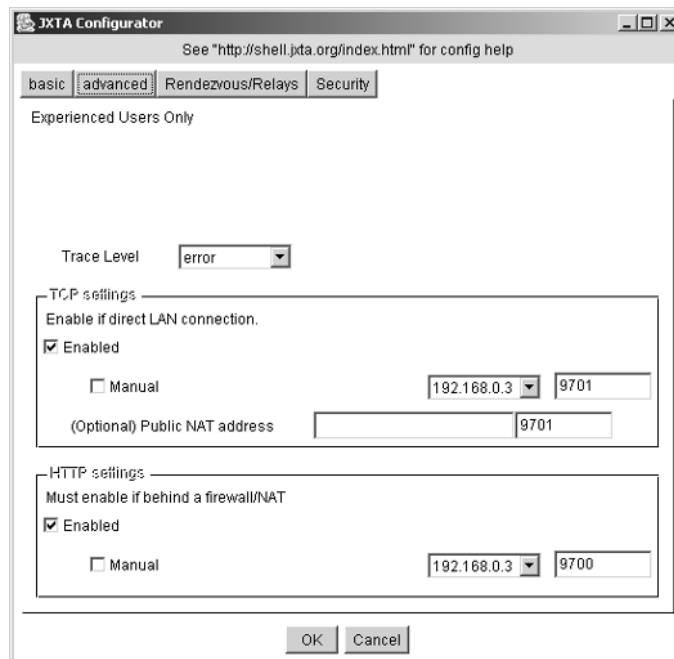 JXTA Configurator
See "http://shell.jxta.org/index.html" for config help
basic advanced Rendezvous/Relays Security
Experienced Users Only
Trace Level error
TCP settings
Enable if direct LAN connection.
Enabled
Manual 192.168.0.3 9701
(Optional) Public NAT address 9701
HTTP settings
Must enable if behind a firewall/NAT
Enabled
Manual 192.168.0.3 9700
OK Cancel